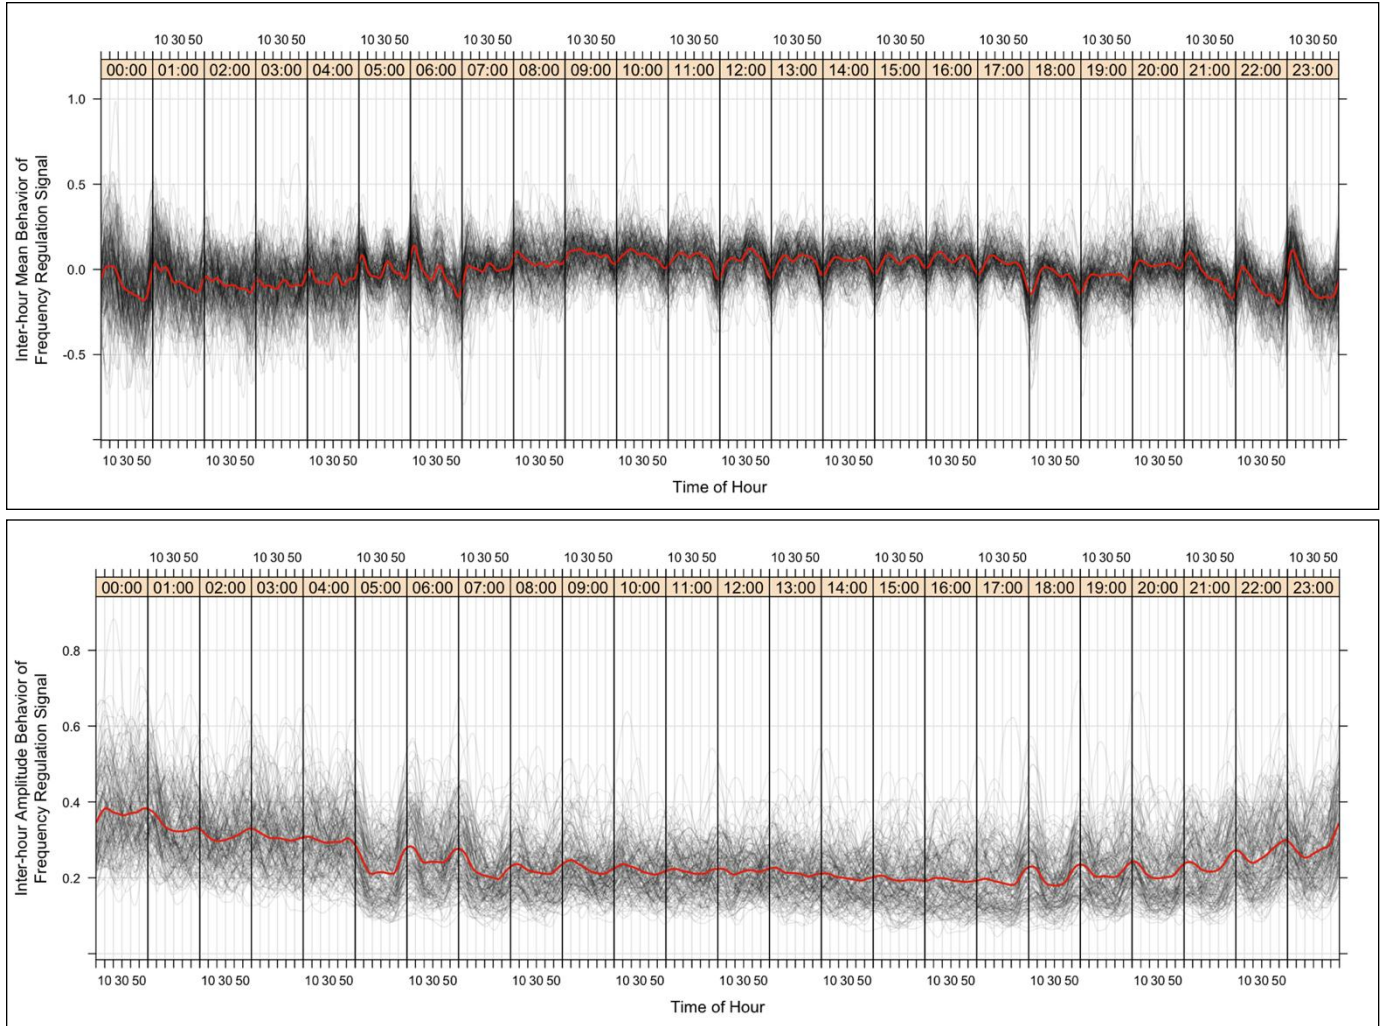 10 30 50 10 30 50 10 30 50 10 30 50 10 30 50 10 30 50 10 30 50 10 30 50 10 30 50 10 30 50 10 30 50 10 30 50
00:00 01:00 02:00 03:00 04:00 05:00 06:00 07:00 08:00 09:00 10:00 11:00 12:00 13:00 14:00 15:00 16:00 17:00 18:00 19:00 20:00 21:00 22:00 23:00
Inter-hour Mean Behavior of
Frequency Regulation Signal
1.0
0.5
0.0
-0.5
10 30 50 10 30 50 10 30 50 10 30 50 10 30 50 10 30 50 10 30 50 10 30 50 10 30 50 10 30 50 10 30 50 10 30 50
Time of Hour
10 30 50 10 30 50 10 30 50 10 30 50 10 30 50 10 30 50 10 30 50 10 30 50 10 30 50 10 30 50 10 30 50 10 30 50
00:00 01:00 02:00 03:00 04:00 05:00 06:00 07:00 08:00 09:00 10:00 11:00 12:00 13:00 14:00 15:00 16:00 17:00 18:00 19:00 20:00 21:00 22:00 23:00
Inter-hour Amplitude Behavior of
Frequency Regulation Signal
0.8
0.6
0.4
0.2
10 30 50 10 30 50 10 30 50 10 30 50 10 30 50 10 30 50 10 30 50 10 30 50 10 30 50 10 30 50 10 30 50 10 30 50
Time of Hour